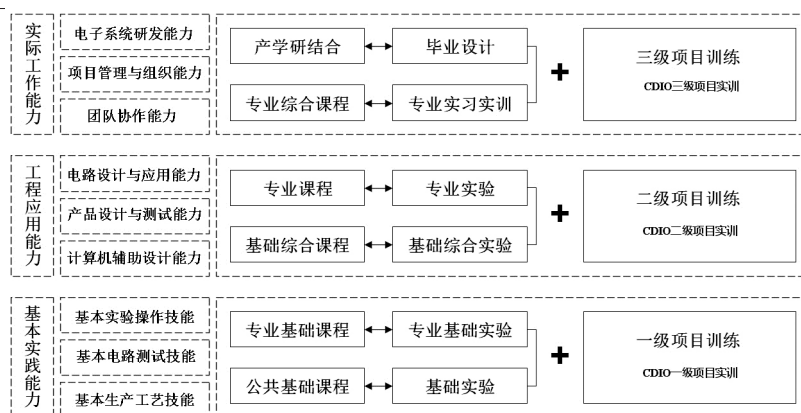 实际工作能力
电子系统研发能力
项目管理与组织能力
团队协作能力
产学研结合
毕业设计
专业综合课程
专业实习实训
+
三级项目训练
CDIO三级项目实训
工程应用能力
电路设计与应用能力
产品设计与测试能力
计算机辅助设计能力
专业课程
专业实验
基础综合课程
基础综合实验
+
二级项目训练
CDIO二级项目实训
基本实践能力
基本实验操作技能
基本电路测试技能
基本生产工艺技能
专业基础课程
专业基础实验
公共基础课程
基础实验
+
一级项目训练
CDIO一级项目实训